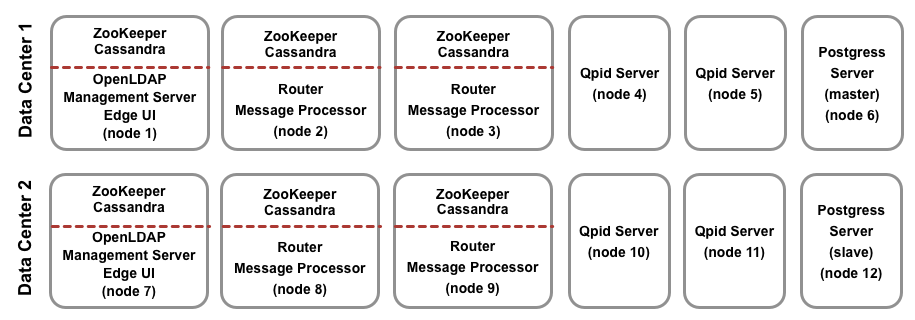 Data Center 1
ZooKeeper
Cassandra
OpenLDAP
Management Server
Edge UI
(node 1)
ZooKeeper
Cassandra
Router
Message Processor
(node 2)
ZooKeeper
Cassandra
Router
Message Processor
(node 3)
Qpid Server
(node 4)
Qpid Server
(node 5)
Postgress
Server
(master)
(node 6)
Data Center 2
ZooKeeper
Cassandra
OpenLDAP
Management Server
Edge UI
(node 7)
ZooKeeper
Cassandra
Router
Message Processor
(node 8)
ZooKeeper
Cassandra
Router
Message Processor
(node 9)
Qpid Server
(node 10)
Qpid Server
(node 11)
Postgress
Server
(slave)
(node 12)